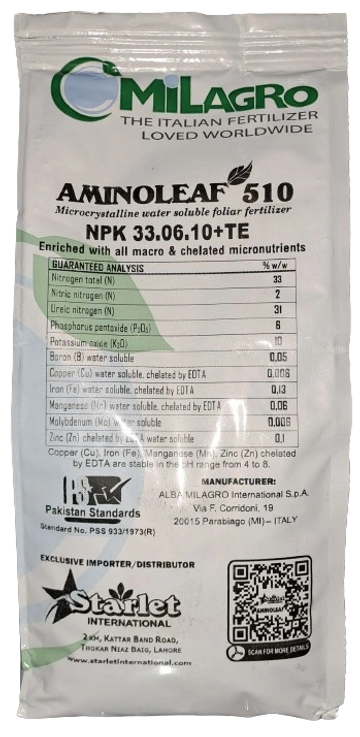 MILAGRO
THE ITALIAN FERTILIZER
LOVED WORLDWIDE
AMINOLEAF 510
Microcrystalline water soluble foliar fertilizer
NPK 33.06.10+TE
Enriched with all macro & chelated micronutrients
GUARANTEED ANALYSIS % w/w
Nitrogen total (N) 33
Nitric nitrogen (N) 2
Ureic nitrogen (N) 31
Phosphorus pentoxide (P₂O₅) 6
Potassium oxide (K₂O) 10
Boron (B) water soluble 0,05
Copper (Cu) water soluble, chelated by EDTA 0,006
Iron (Fe) water soluble, chelated by EDTA 0,13
Manganese (Mn) water soluble, chelated by EDTA 0,06
Molybdenum (Mo) water soluble 0.006
Zinc (Zn) chelated by EDTA water soluble 0,1
Copper (Cu), Iron (Fe), Manganese (Mn), Zinc (Zn) chelated
by EDTA are stable in the pH range from 4 to 8.
Pakistan Standards
Standard No. PSS 933/1973(R)
MANUFACTURER:
ALBA MILAGRO International S.p.A.
Via F. Corridoni, 19
20015 Parabiago (MI)– ITALY
EXCLUSIVE IMPORTER/DISTRIBUTOR
Starlet
INTERNATIONAL
2 KM, KATTAR BAND ROAD,
THOKAR NIAZ BAIG, LAHORE
www.starletinternational.com
AMINOLEAF
SCAN FOR MORE DETAILS